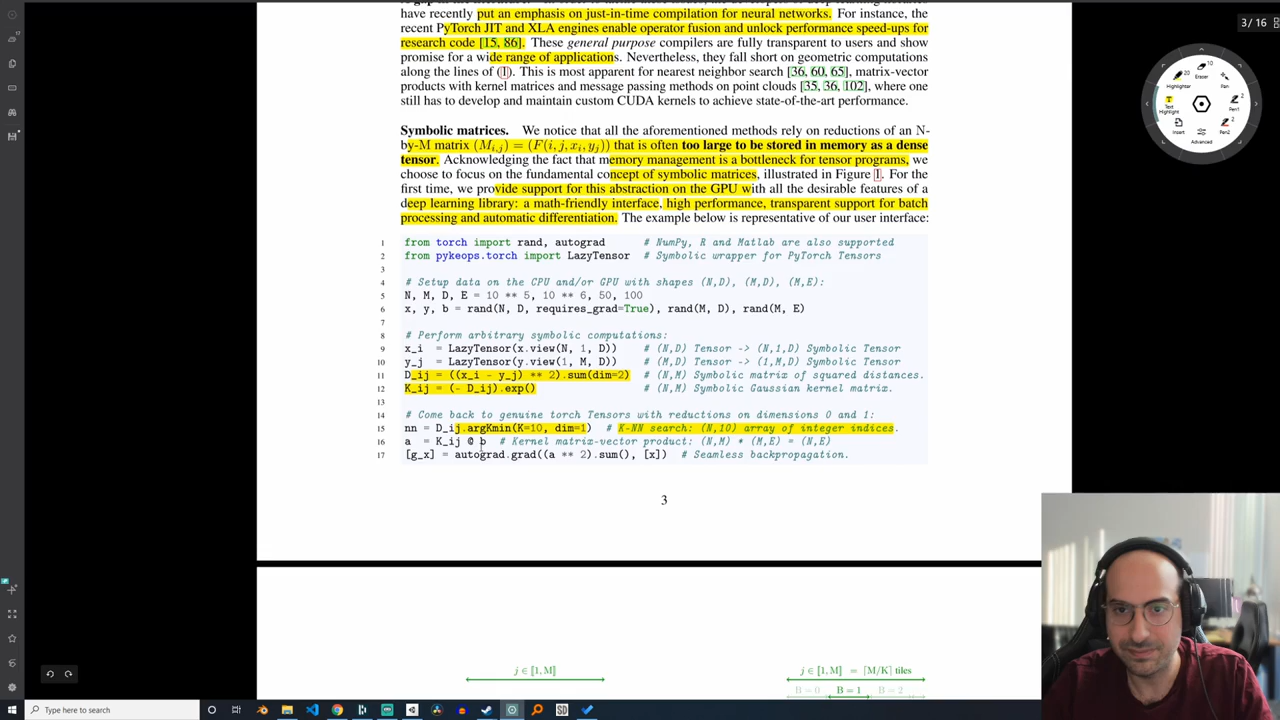 have recently put an emphasis on just-in-time compilation for neural networks. For instance, the
recent PyTorch JIT and XLA engines enable operator fusion and unlock performance speed-ups for
research code [15, 86]. These general purpose compilers are fully transparent to users and show
promise for a wide range of applications. Nevertheless, they fall short on geometric computations
along the lines of (1). This is most apparent for nearest neighbor search [36, 60, 65], matrix-vector
products with kernel matrices and message passing methods on point clouds [35, 36, 102], where one
still has to develop and maintain custom CUDA kernels to achieve state-of-the-art performance.
Symbolic matrices. We notice that all the aforementioned methods rely on reductions of an N-
by-M matrix (M_{i,j}) = (F(i, j, x_i, y_j)) that is often too large to be stored in memory as a dense
tensor. Acknowledging the fact that memory management is a bottleneck for tensor programs, we
choose to focus on the fundamental concept of symbolic matrices, illustrated in Figure 1. For the
first time, we provide support for this abstraction on the GPU with all the desirable features of a
deep learning library: a math-friendly interface, high performance, transparent support for batch
processing and automatic differentiation. The example below is representative of our user interface:
1 from torch import rand, autograd # NumPy, R and Matlab are also supported
2 from pykeops.torch import LazyTensor # Symbolic wrapper for PyTorch Tensors
3
4 # Setup data on the CPU and/or GPU with shapes (N,D), (M,D), (M,E):
5 N, M, D, E = 10 ** 5, 10 ** 6, 50, 100
6 x, y, b = rand(N, D, requires_grad=True), rand(M, D), rand(M, E)
7
8 # Perform arbitrary symbolic computations:
9 x_i = LazyTensor(x.view(N, 1, D)) # (N,D) Tensor -> (N,1,D) Symbolic Tensor
10 y_j = LazyTensor(y.view(1, M, D)) # (M,D) Tensor -> (1,M,D) Symbolic Tensor
11 D_ij = ((x_i - y_j) ** 2).sum(dim=2) # (N,M) Symbolic matrix of squared distances.
12 K_ij = (- D_ij).exp() # (N,M) Symbolic Gaussian kernel matrix.
13
14 # Come back to genuine torch Tensors with reductions on dimensions 0 and 1:
15 nn = D_ij.argKmin(K=10, dim=1) # K-NN search: (N,10) array of integer indices.
16 a = K_ij @ b # Kernel matrix-vector product: (N,M) * (M,E) = (N,E)
17 [g_x] = autograd.grad((a ** 2).sum(), [x]) # Seamless backpropagation.
3
j ∈ [[1, M]]
j ∈ [[1, M]] = ⌈M/K⌉ tiles
B = 0 B = 1 B = 2
3 / 16
Highlighter
Eraser
10
Pan
Text Highlight
Pen1
Insert
Pen2
Advanced
Type here to search